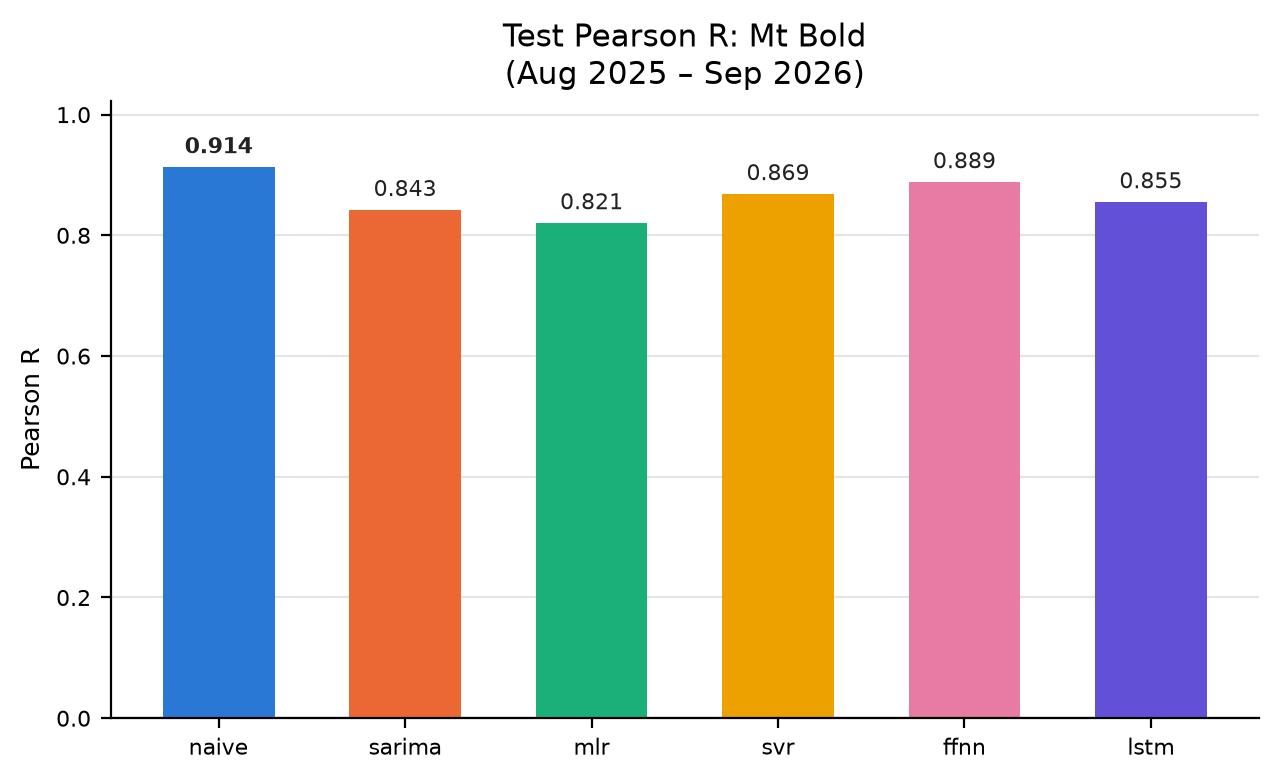 Test Pearson R: Mt Bold
(Aug 2025 – Sep 2026)
Pearson R
1.0
0.8
0.6
0.4
0.2
0.0
0.914
0.843
0.821
0.869
0.889
0.855
naive
sarima
mlr
svr
ffnn
lstm